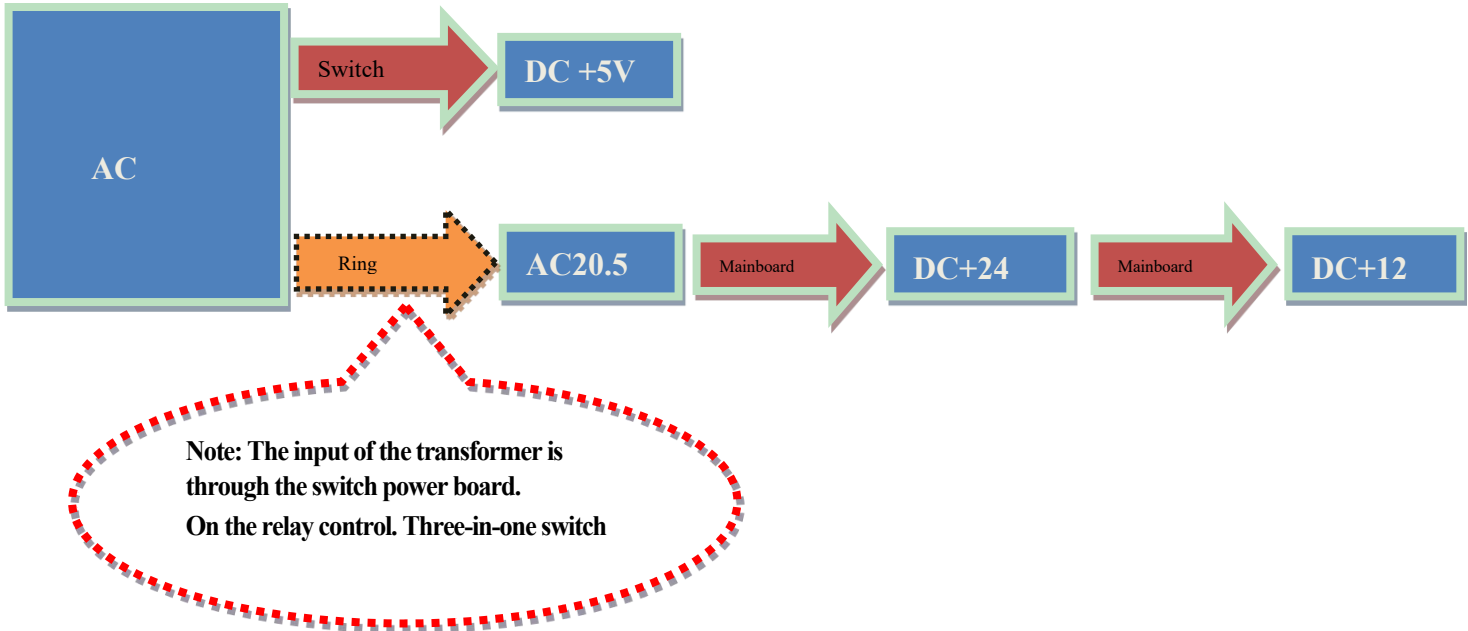 Switch
DC +5V
AC
Ring
AC20.5
Mainboard
DC+24
Mainboard
DC+12
Note: The input of the transformer is
through the switch power board.
On the relay control. Three-in-one switch